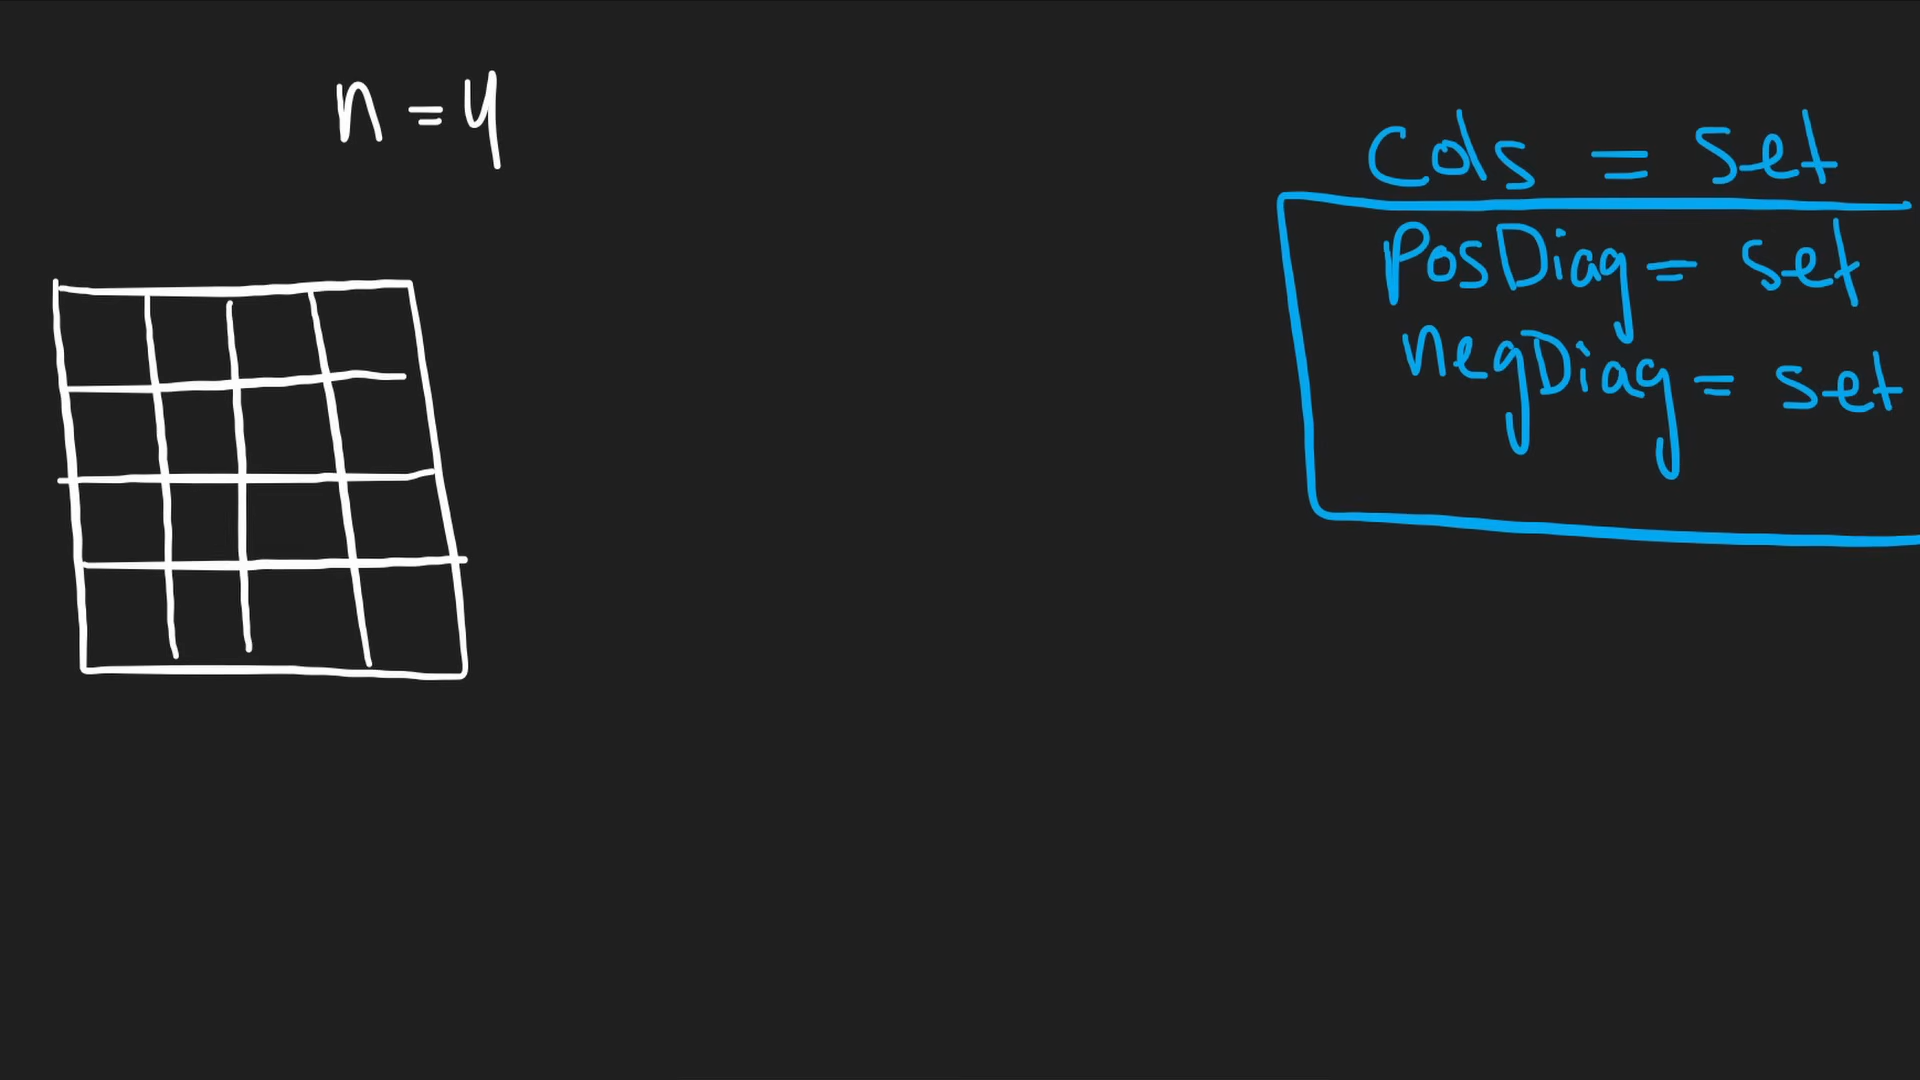 n = 4
Cols = set
PosDiag = set
negDiag = set